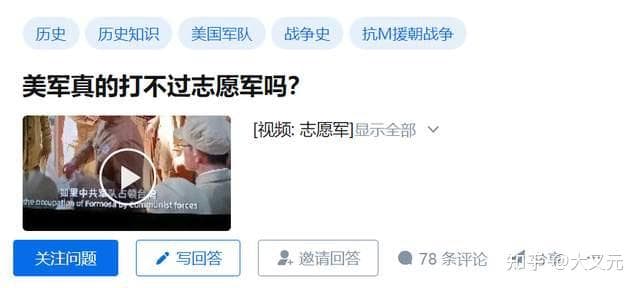 历史 历史知识 美国军队 战争史 抗M援朝战争
美军真的打不过志愿军吗?
[视频: 志愿军]显示全部
如果中共军队占领台湾
the occupation of Formosa by Communist forces
关注问题 写回答 邀请回答 78 条评论 分享 ···
知乎 @大又元